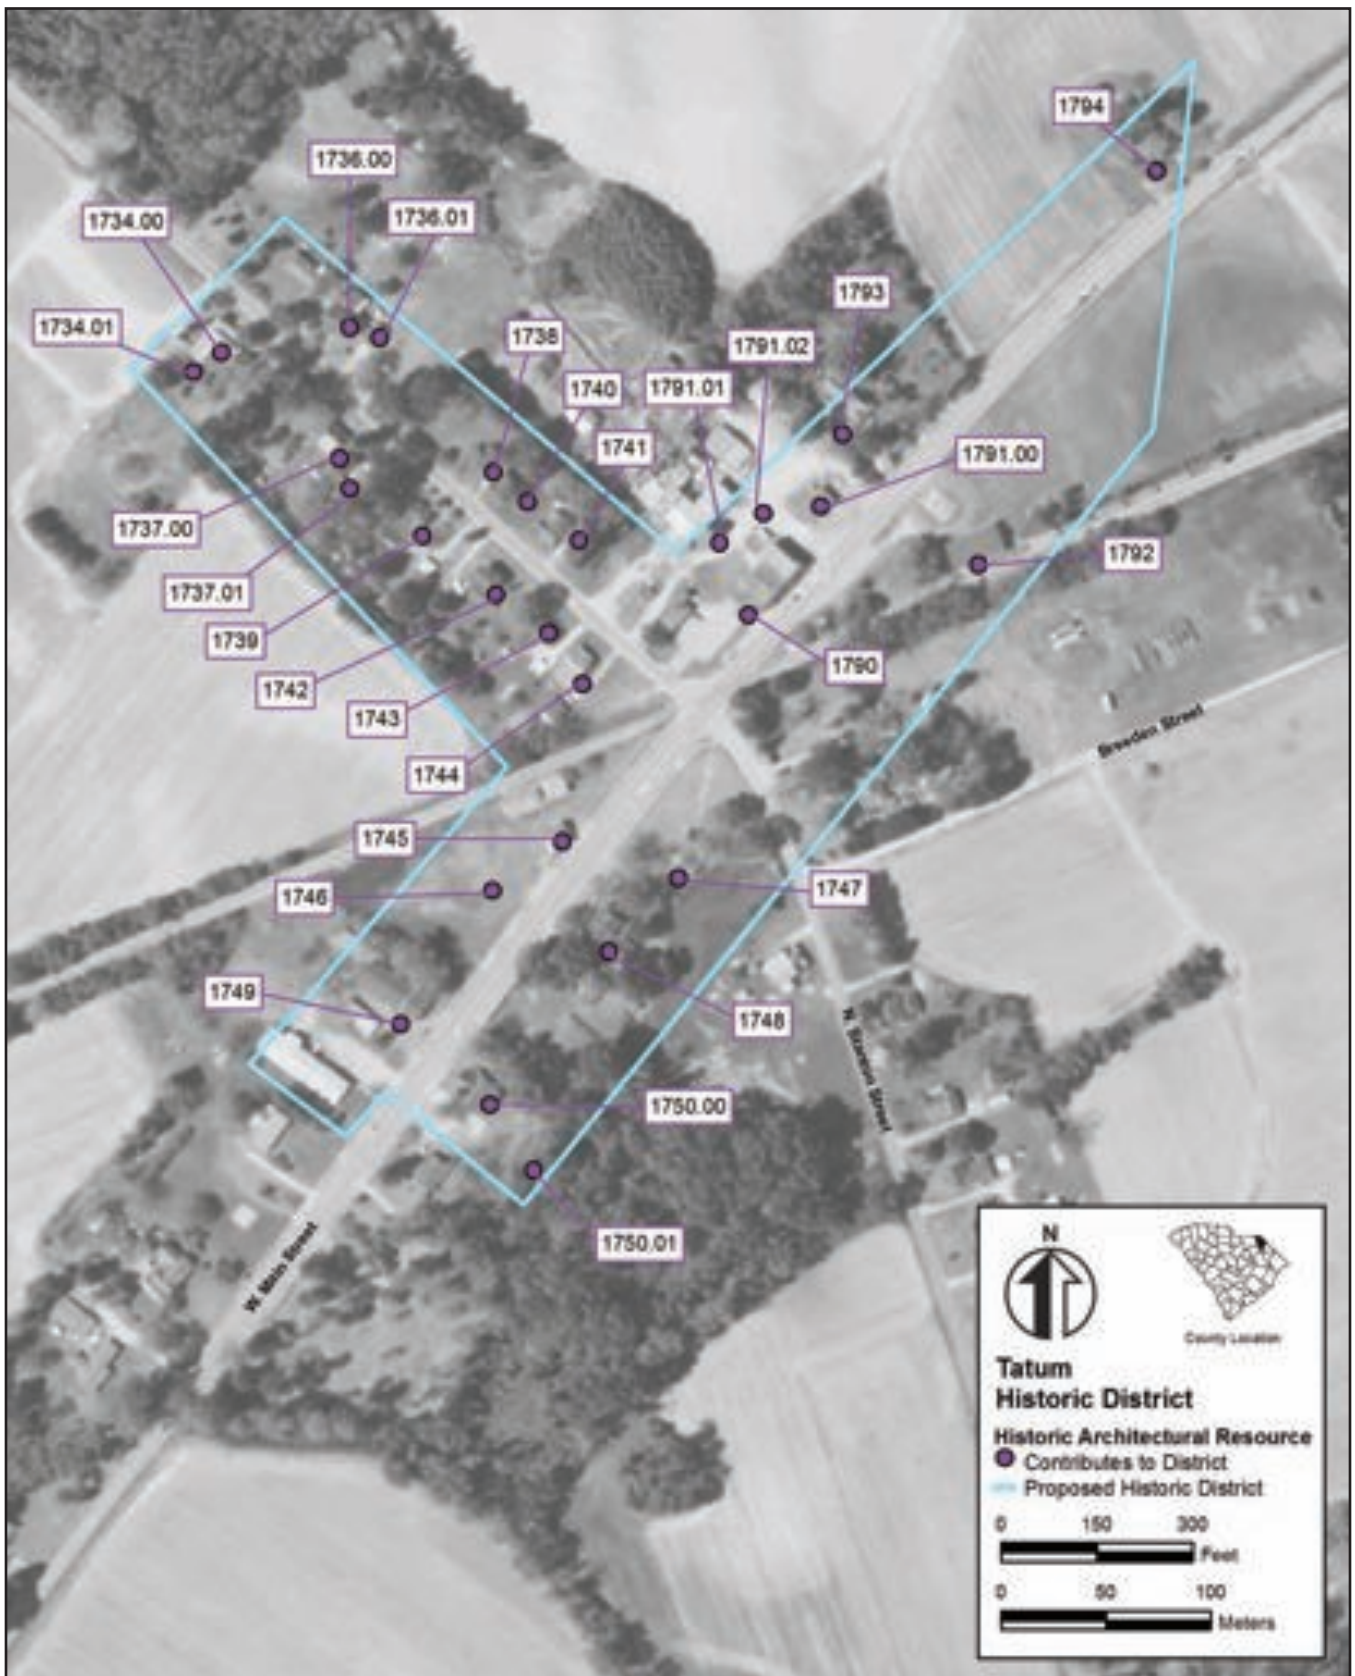 1794
1736.00
1736.01
1734.00
1734.01
1793
1738
1791.02
1740
1791.01
1741
1791.00
1737.00
1792
1737.01
1739
1790
1742
1743
1744
Breeden Street
1745
1746
1747
1749
1748
N. Stanton Street
1750.00
1750.01
W. Main Street
N
County Location
Tatum
Historic District
Historic Architectural Resource
Contributes to District
Proposed Historic District
0 150 300
Feet
0 50 100
Meters